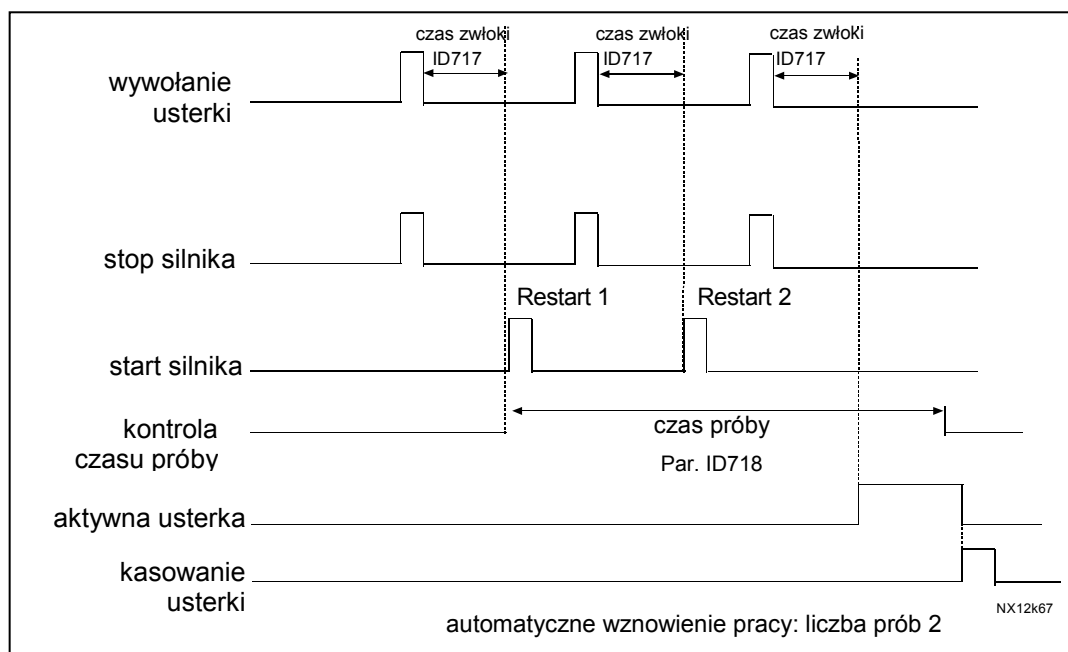 czas zwłoki czas zwłoki czas zwłoki
ID717 ID717 ID717
wywołanie
usterki
stop silnika
Restart 1 Restart 2
start silnika
kontrola
czasu próby
czas próby
Par. ID718
aktywna usterka
kasowanie
usterki
NX12k67
automatyczne wznowienie pracy: liczba prób 2